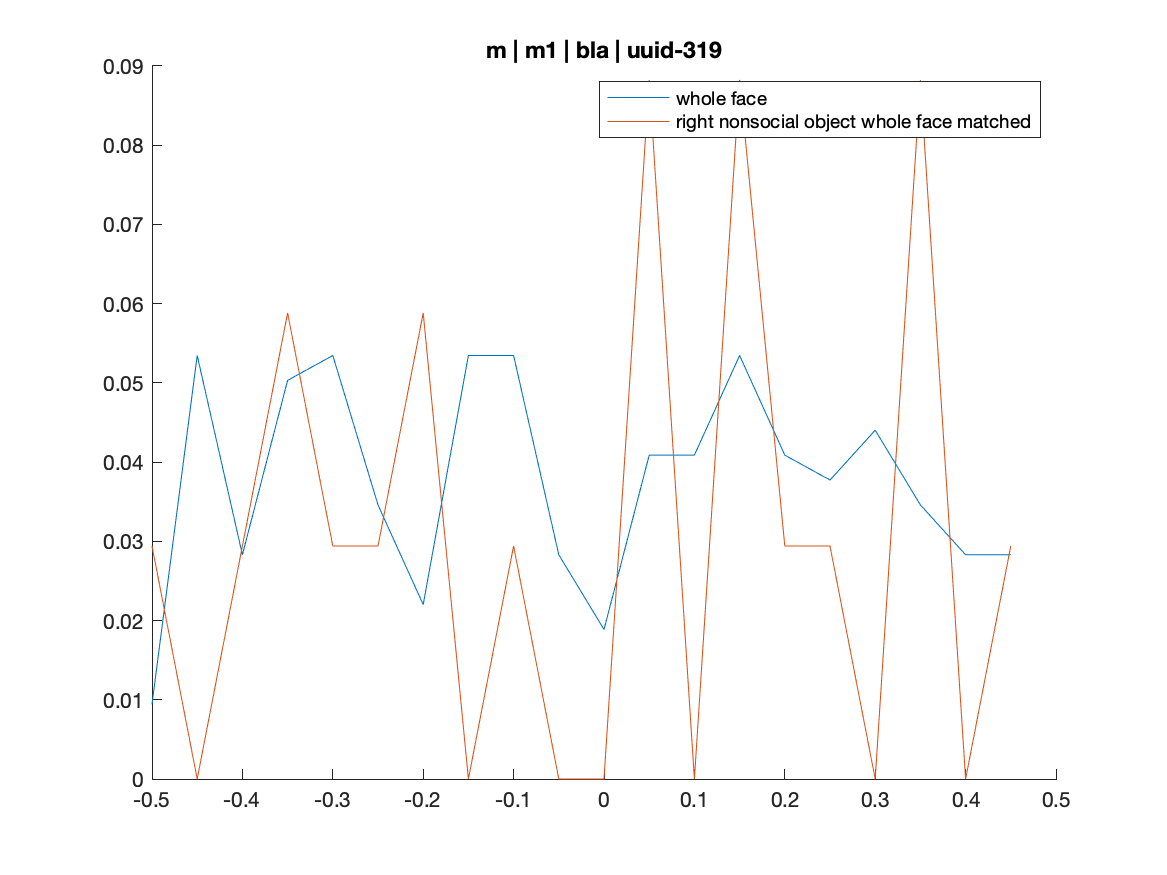 m | m1 | bla | uuid-319
whole face
right nonsocial object whole face matched
0.09
0.08
0.07
0.06
0.05
0.04
0.03
0.02
0.01
0
-0.5 -0.4 -0.3 -0.2 -0.1 0 0.1 0.2 0.3 0.4 0.5